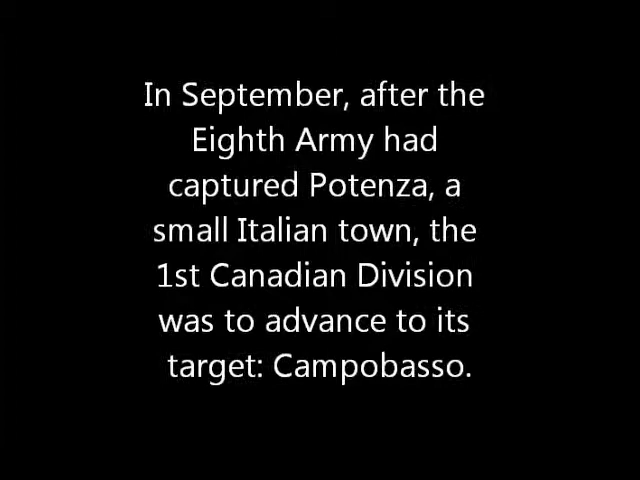 In September, after the
Eighth Army had
captured Potenza, a
small Italian town, the
1st Canadian Division
was to advance to its
target: Campobasso.